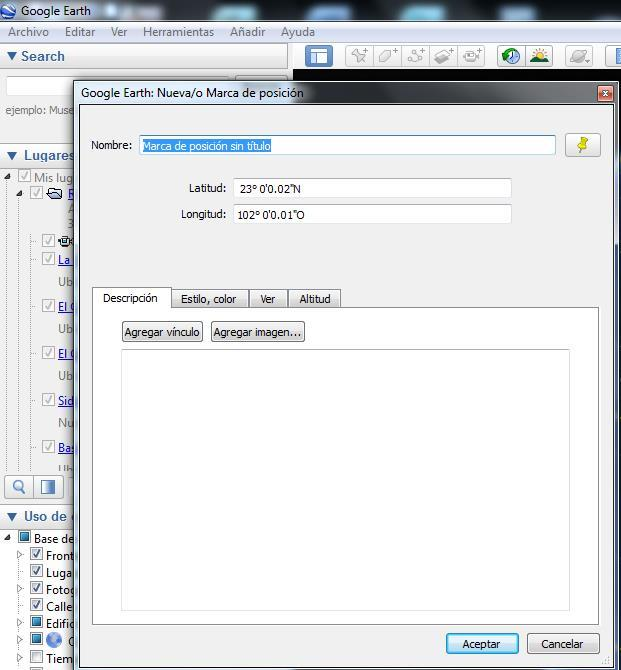 Google Earth
Archivo Editar Ver Herramientas Añadir Ayuda
Search
ejemplo: Muse
Google Earth: Nueva/o Marca de posición
Nombre: Marca de posición sin título
Latitud: 23° 0'0.02"N
Longitud: 102° 0'0.01"O
Descripción Estilo, color Ver Altitud
Agregar vínculo Agregar imagen...
Lugares
Mis lug
La
Ub
El
Ub
El
Ub
Sid
Nu
Bas
Ub
Uso de
Base de
Front
Luga
Fotog
Calle
Edific
Tiem
Aceptar Cancelar